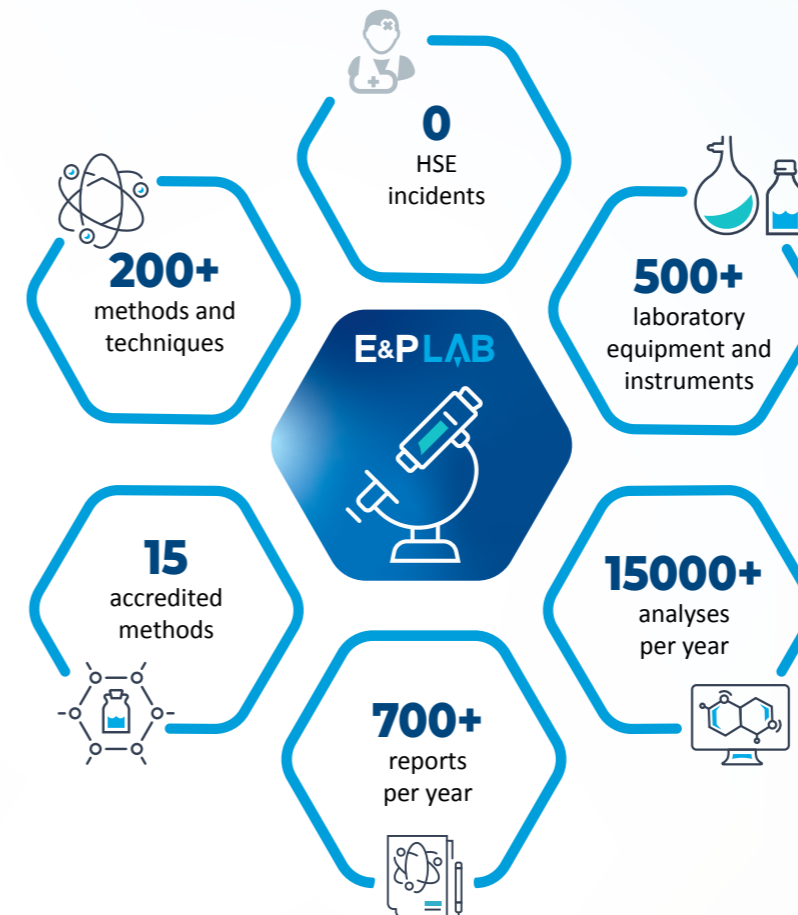 0
HSE
incidents
200+
methods and
techniques
500+
laboratory
equipment and
instruments
E&P LAB
15
accredited
methods
15000+
analyses
per year
700+
reports
per year